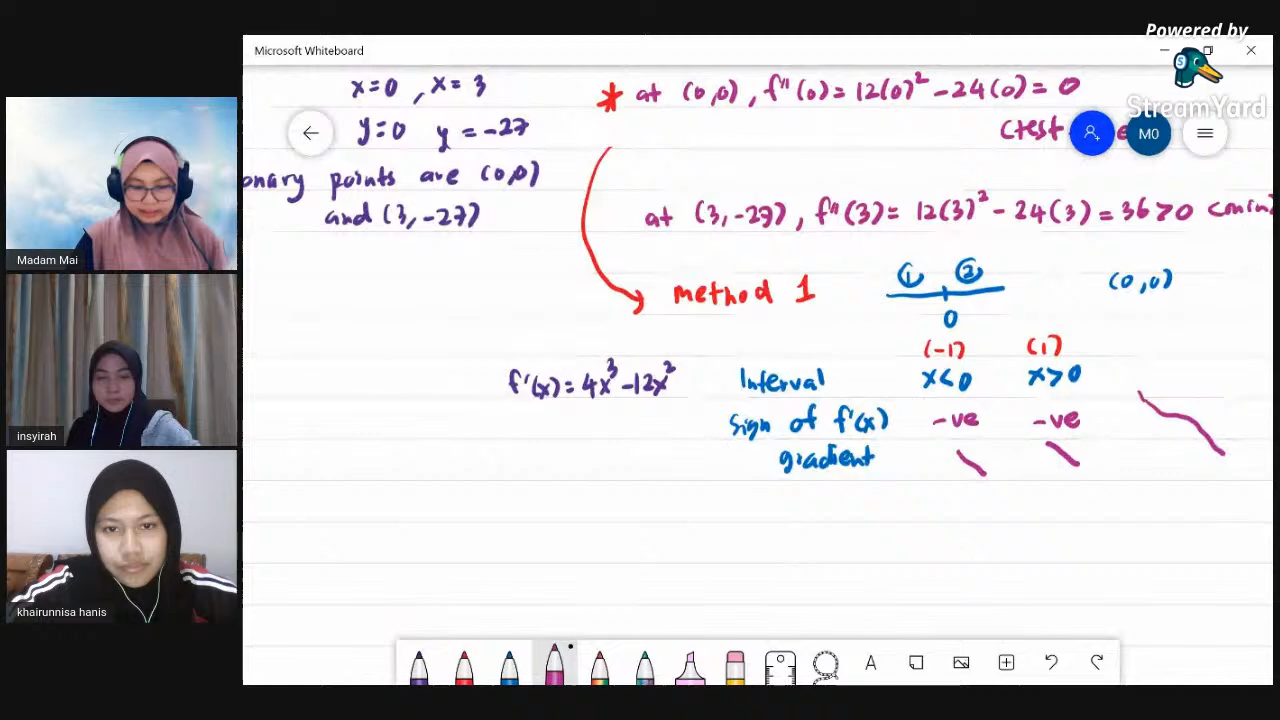 Powered by
StreamYard
Microsoft Whiteboard
x=0 , x=3
y=0 y = -27
onary points are (0,0)
and (3, -27)
* at (0,0), f"(0) = 12(0)² - 24(0) = 0
(test
M0
at (3, -27), f"(3) = 12(3)² - 24(3) = 36 > 0
method 1
① ②
0
(0,0)
(-1) (1)
f'(x) = 4x³ - 12x²
Interval x<0 x>0
Sign of f'(x) -ve -ve
gradient
Madam Mai
insyirah
khairunnisa hanis
A